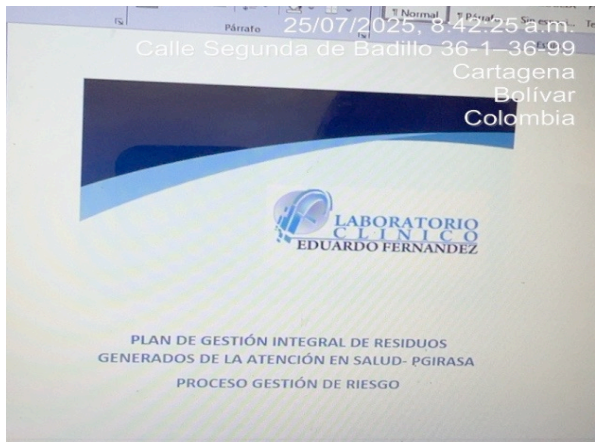 ¶ Normal
Párrafo
25/07/2025, 8:42:25 a.m.
Calle Segunda de Badillo 36-1–36-99
Cartagena
Bolívar
Colombia
LABORATORIO
CLINICO
EDUARDO FERNANDEZ
PLAN DE GESTIÓN INTEGRAL DE RESIDUOS
GENERADOS DE LA ATENCIÓN EN SALUD- PGIRASA
PROCESO GESTIÓN DE RIESGO